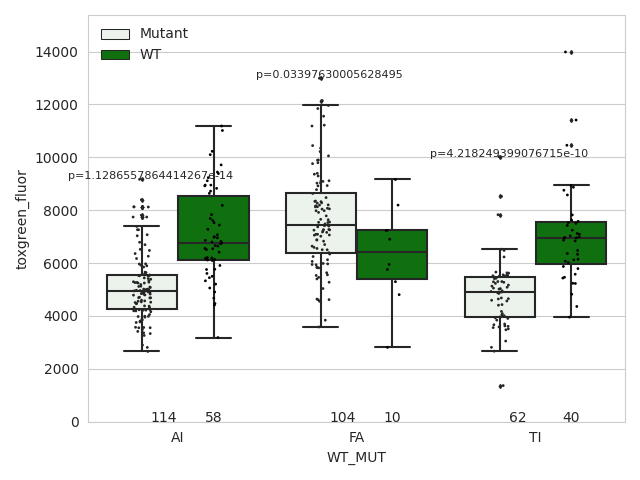 Mutant
WT
14000
12000
10000
8000
6000
4000
2000
0
toxgreen_fluor
p=1.1286557864414267e-14
p=0.03397630005628495
p=4.218249399076715e-10
114 58 104 10 62 40
AI FA TI
WT_MUT